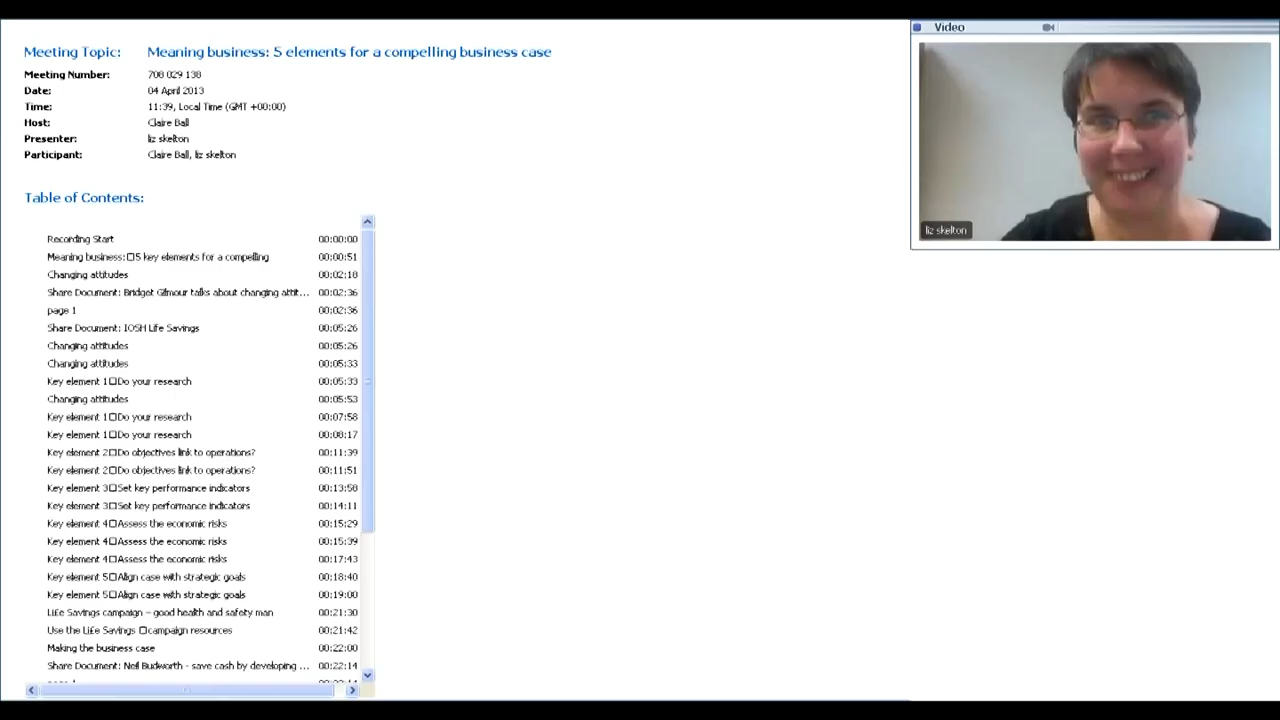 Meeting Topic: Meaning business: 5 elements for a compelling business case
Meeting Number: 708 029 138
Date: 04 April 2013
Time: 11:39, Local Time (GMT +00:00)
Host: Claire Ball
Presenter: liz skelton
Participant: Claire Ball, liz skelton
Video
liz skelton
Table of Contents:
Recording Start 00:00:00
Meaning business:□5 key elements for a compelling 00:00:51
Changing attitudes 00:02:18
Share Document: Bridget Gilmour talks about changing attit... 00:02:36
page 1 00:02:36
Share Document: IOSH Life Savings 00:05:26
Changing attitudes 00:05:26
Changing attitudes 00:05:33
Key element 1□Do your research 00:05:33
Changing attitudes 00:05:53
Key element 1□Do your research 00:07:58
Key element 1□Do your research 00:08:17
Key element 2□Do objectives link to operations? 00:11:39
Key element 2□Do objectives link to operations? 00:11:51
Key element 3□Set key performance indicators 00:13:58
Key element 3□Set key performance indicators 00:14:11
Key element 4□Assess the economic risks 00:15:29
Key element 4□Assess the economic risks 00:15:39
Key element 4□Assess the economic risks 00:17:43
Key element 5□Align case with strategic goals 00:18:40
Key element 5□Align case with strategic goals 00:19:00
Li£e Savings campaign – good health and safety man 00:21:30
Use the Li£e Savings □campaign resources 00:21:42
Making the business case 00:22:00
Share Document: Neil Budworth - save cash by developing ... 00:22:14